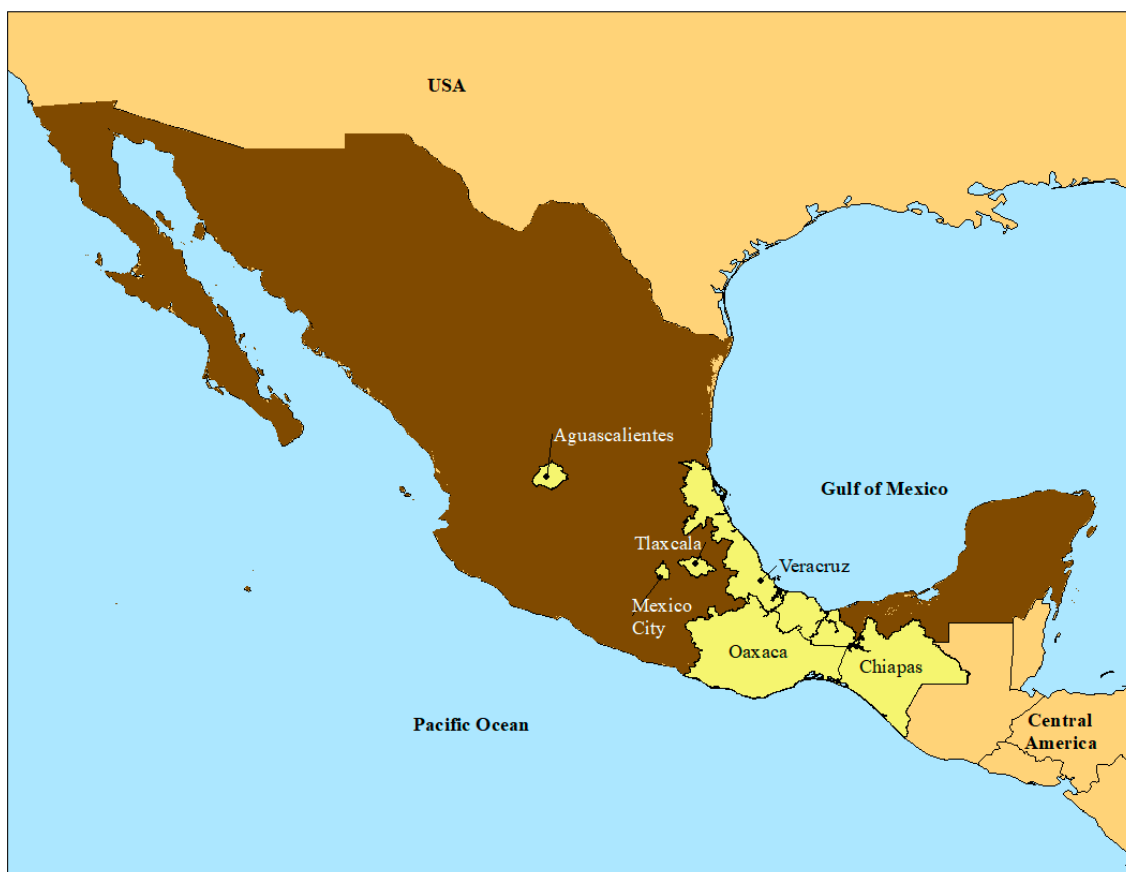 USA
Aguascalientes
Gulf of Mexico
Tlaxcala
Veracruz
Mexico
City
Oaxaca
Chiapas
Pacific Ocean
Central
America